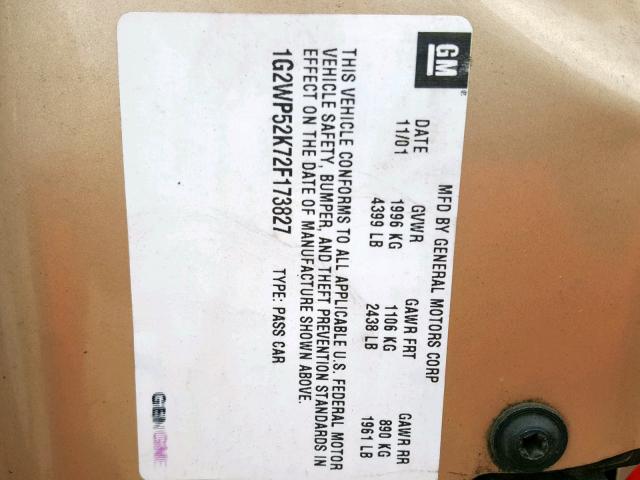 GM
MFD BY GENERAL MOTORS CORP
DATE GVWR GAWR FRT GAWR RR
11/01 1996 KG 1106 KG 890 KG
4399 LB 2438 LB 1961 LB
THIS VEHICLE CONFORMS TO ALL APPLICABLE U.S. FEDERAL MOTOR
VEHICLE SAFETY, BUMPER, AND THEFT PREVENTION STANDARDS IN
EFFECT ON THE DATE OF MANUFACTURE SHOWN ABOVE.
1G2WP52K72F173827 TYPE: PASS CAR